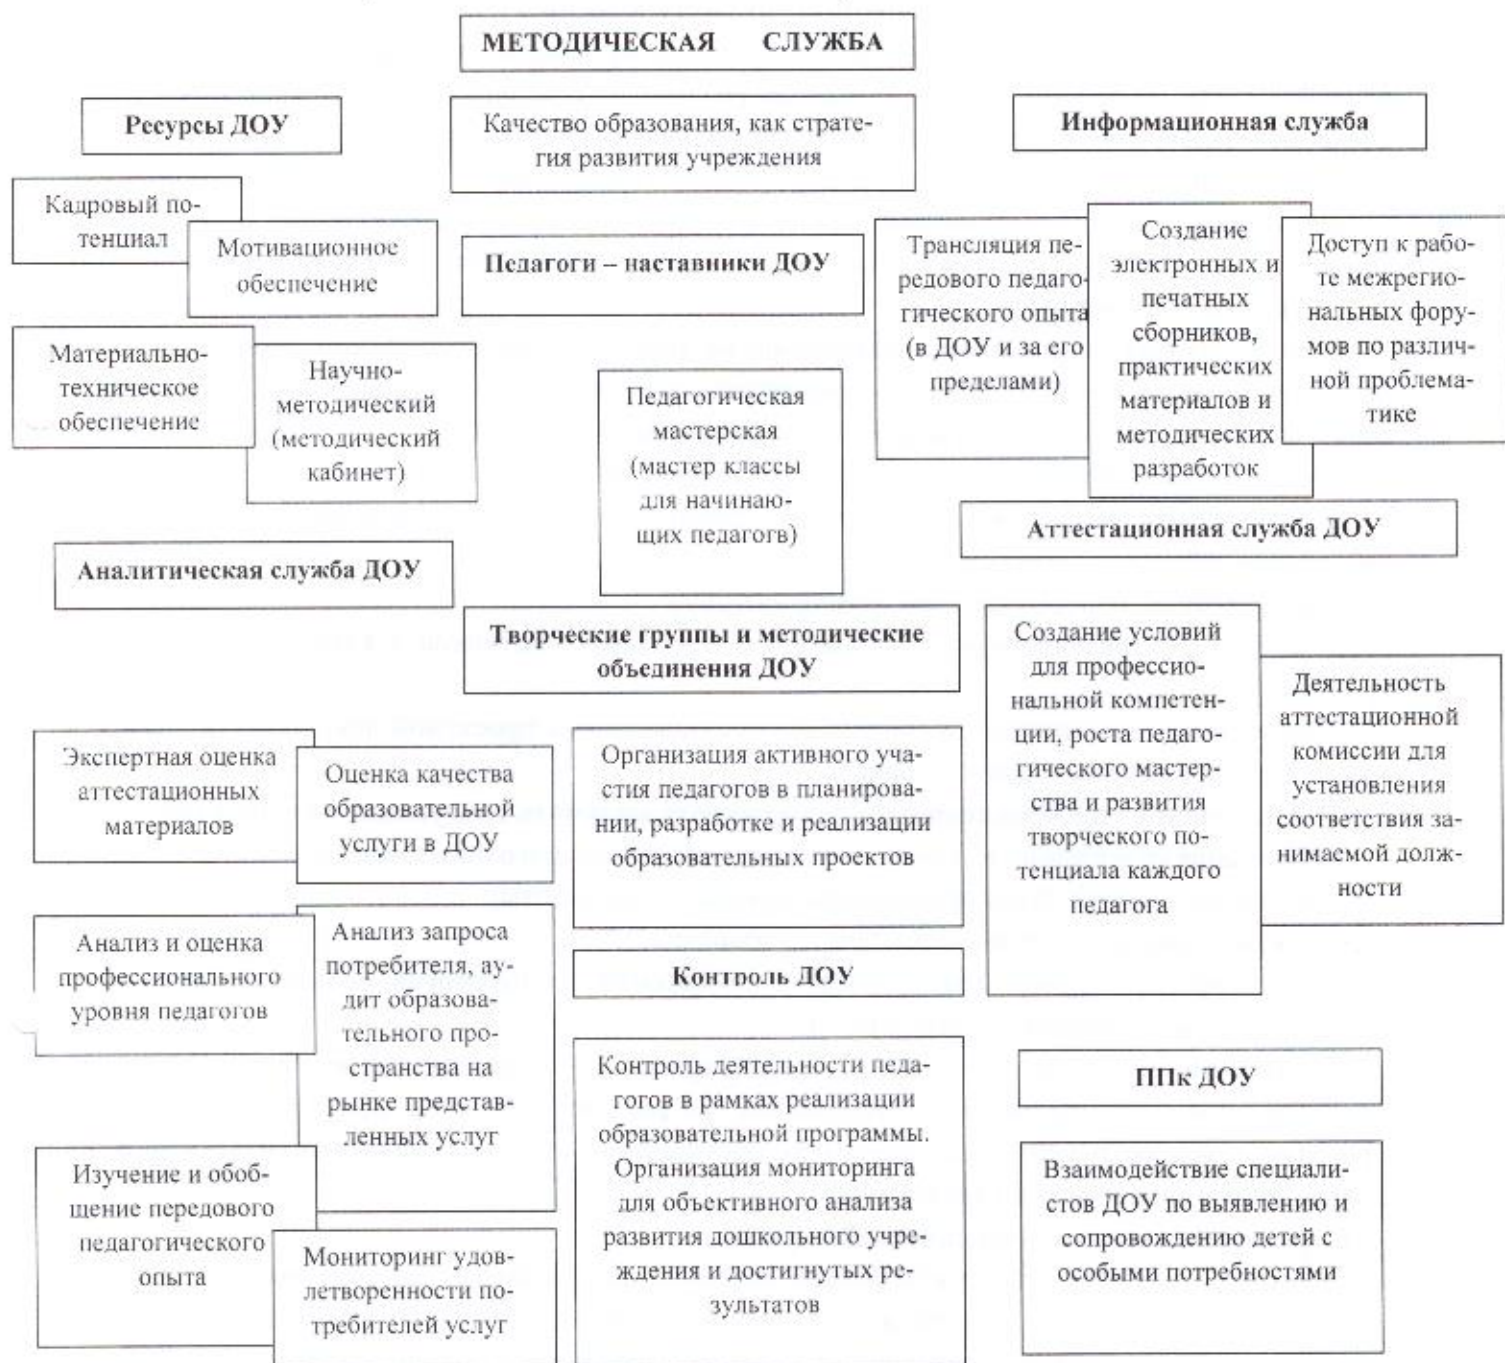 МЕТОДИЧЕСКАЯ СЛУЖБА
Ресурсы ДОУ
Качество образования, как страте-
гия развития учреждения
Информационная служба
Кадровый по-
тенциал
Мотивационное
обеспечение
Материально-
техническое
обеспечение
Научно-
методический
(методический
кабинет)
Педагоги – наставники ДОУ
Педагогическая
мастерская
(мастер классы
для начинаю-
щих педагогв)
Трансляция пе-
редового педаго-
гического опыта
(в ДОУ и за его
пределами)
Создание
электронных и
печатных
сборников,
практических
материалов и
методических
разработок
Доступ к рабо-
те межрегио-
нальных фору-
мов по различ-
ной проблема-
тике
Аналитическая служба ДОУ
Творческие группы и методические
объединения ДОУ
Аттестационная служба ДОУ
Экспертная оценка
аттестационных
материалов
Оценка качества
образовательной
услуги в ДОУ
Анализ и оценка
профессионального
уровня педагогов
Анализ запроса
потребителя, ау-
дит образова-
тельного про-
странства на
рынке представ-
ленных услуг
Изучение и обоб-
щение передового
педагогического
опыта
Мониторинг удов-
летворенности по-
требителей услуг
Организация активного уча-
стия педагогов в планирова-
нии, разработке и реализации
образовательных проектов
Контроль ДОУ
Контроль деятельности педа-
гогов в рамках реализации
образовательной программы.
Организация мониторинга
для объективного анализа
развития дошкольного учре-
ждения и достигнутых ре-
зультатов
Создание условий
для профессио-
нальной компетен-
ции, роста педаго-
гического мастер-
ства и развития
творческого по-
тенциала каждого
педагога
Деятельность
аттестационной
комиссии для
установления
соответствия за-
нимаемой долж-
ности
ППк ДОУ
Взаимодействие специали-
стов ДОУ по выявлению и
сопровождению детей с
особыми потребностями